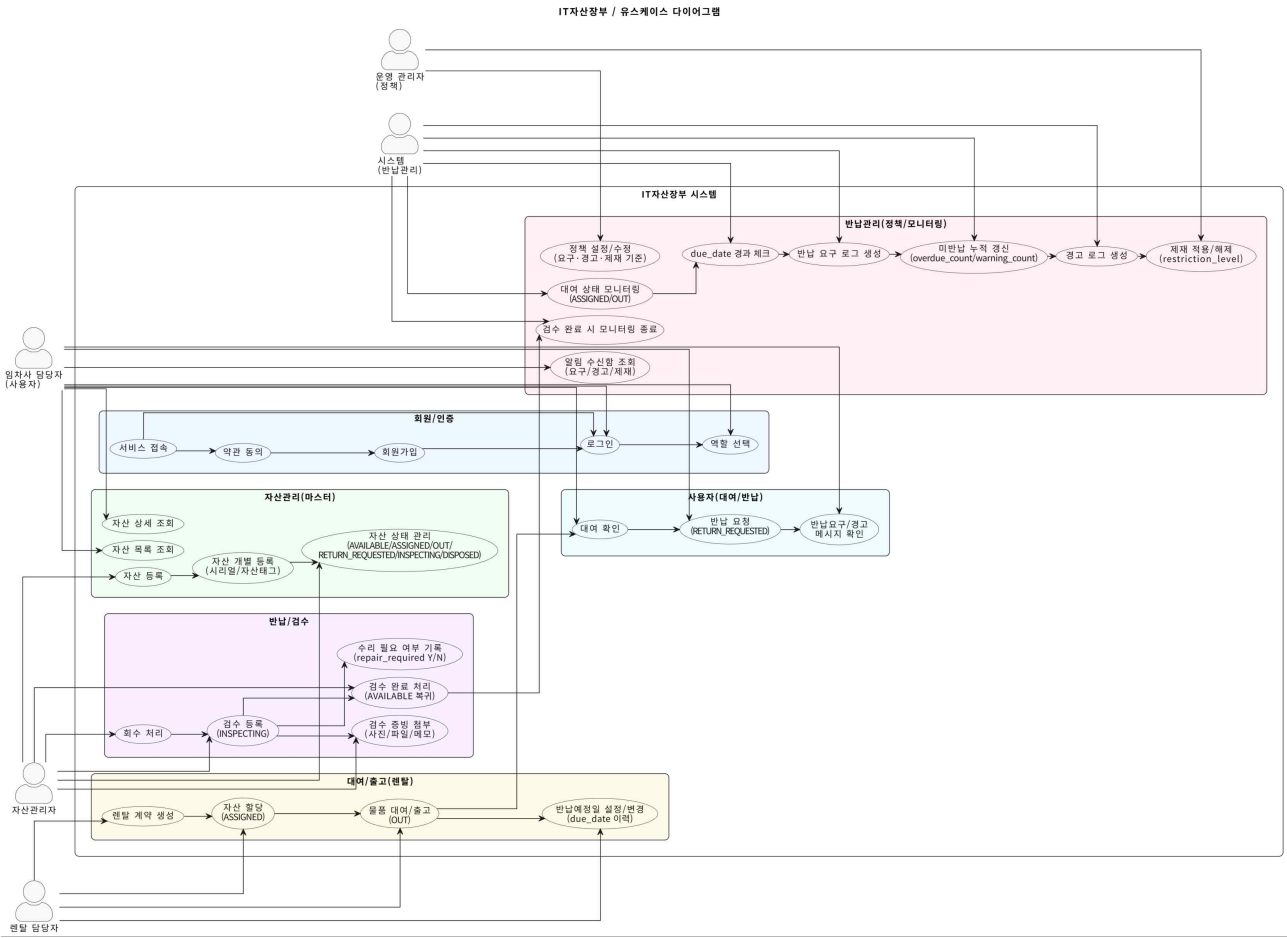 IT자산장부 / 유스케이스 다이어그램
운영 관리자
(정책)
시스템
(반납관리)
IT자산장부 시스템
반납관리(정책/모니터링)
정책 설정/수정
(요구·경고·제재 기준)
due_date 경과 체크
반납 요구 로그 생성
미반납 누적 갱신
(overdue_count/warning_count)
경고 로그 생성
제재 적용/해제
(restriction_level)
대여 상태 모니터링
(ASSIGNED/OUT)
검수 완료 시 모니터링 종료
알림 수신함 조회
(요구/경고/제재)
임차사 담당자
(사용자)
회원/인증
서비스 접속
약관 동의
회원가입
로그인
역할 선택
자산관리(마스터)
자산 상세 조회
자산 목록 조회
자산 등록
자산 개별 등록
(시리얼/자산태그)
자산 상태 관리
(AVAILABLE/ASSIGNED/OUT/
RETURN_REQUESTED/INSPECTING/DISPOSED)
사용자(대여/반납)
대여 확인
반납 요청
(RETURN_REQUESTED)
반납요구/경고
메시지 확인
반납/검수
수리 필요 여부 기록
(repair_required Y/N)
검수 완료 처리
(AVAILABLE 복귀)
회수 처리
검수 등록
(INSPECTING)
검수 증빙 첨부
(사진/파일/메모)
자산관리자
대여/출고(렌탈)
렌탈 계약 생성
자산 할당
(ASSIGNED)
물품 대여/출고
(OUT)
반납예정일 설정/변경
(due_date 이력)
렌탈 담당자